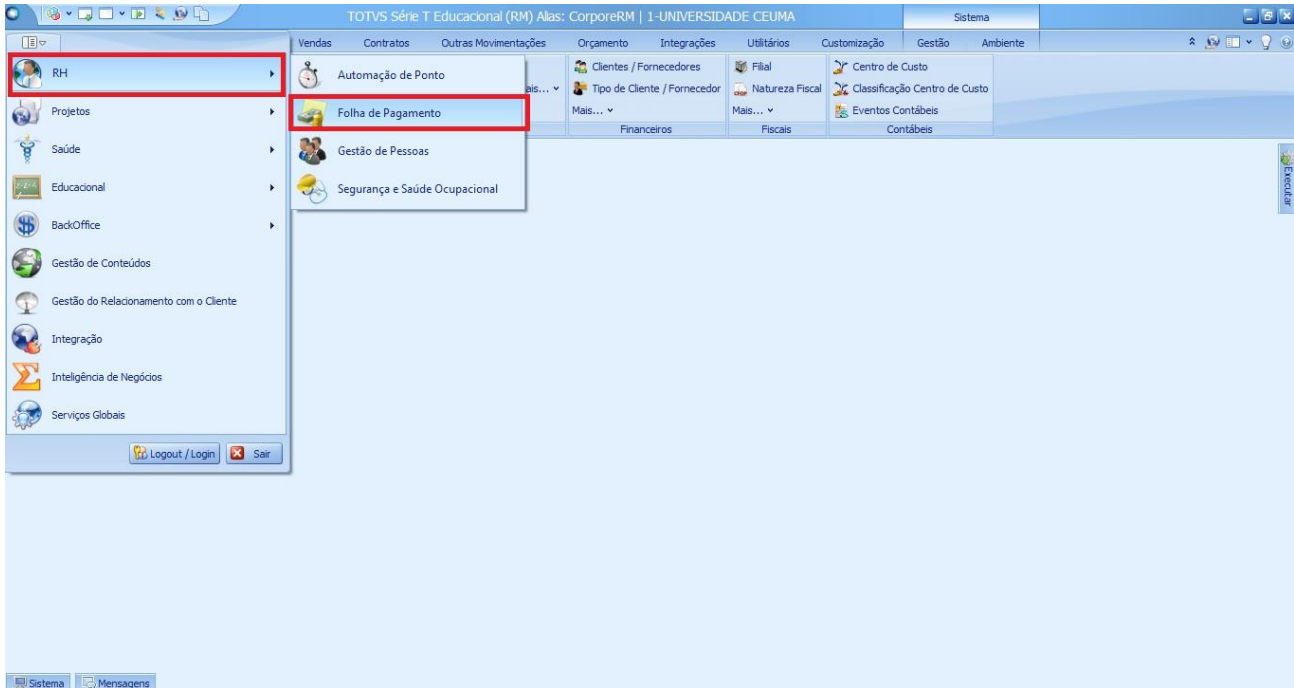 TOTVS Série T Educacional (RM) Alias: CorporeRM | 1-UNIVERSIDADE CEUMA
Sistema
Vendas Contratos Outras Movimentações Orçamento Integrações Utilitários Customização Gestão Ambiente
RH
Projetos
Saúde
Educacional
BackOffice
Gestão de Conteúdos
Gestão do Relacionamento com o Cliente
Integração
Inteligência de Negócios
Serviços Globais
Logout / Login Sair
Automação de Ponto
Folha de Pagamento
Gestão de Pessoas
Segurança e Saúde Ocupacional
ais...
Clientes / Fornecedores
Tipo de Cliente / Fornecedor
Mais...
Financeiros
Filial
Natureza Fiscal
Mais...
Fiscais
Centro de Custo
Classificação Centro de Custo
Eventos Contábeis
Contábeis
Executar
Sistema Mensagens